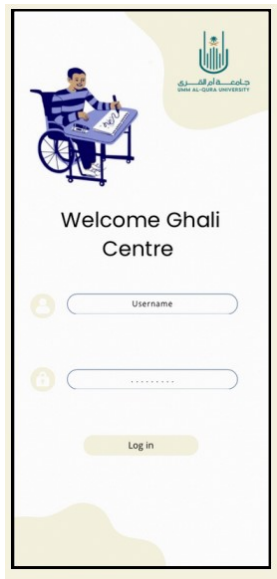 جامعة أم القرى
UMM AL-QURA UNIVERSITY
Welcome Ghali
Centre
Username
.........
Log in